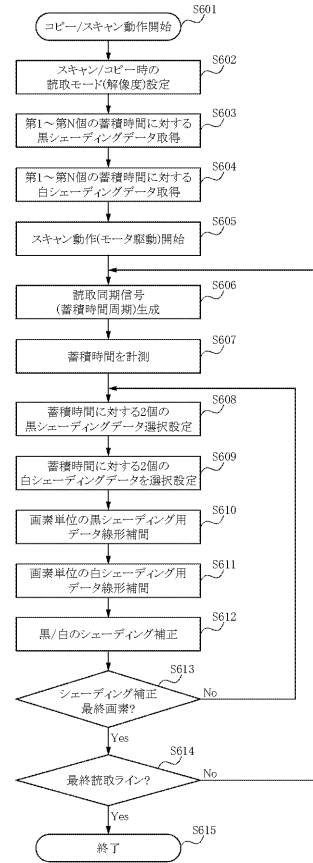 S601
コピー/スキャン動作開始
S602
スキャン/コピー時の
読取モード(解像度)設定
S603
第1～第N個の蓄積時間に対する
黒シェーディングデータ取得
S604
第1～第N個の蓄積時間に対する
白シェーディングデータ取得
S605
スキャン動作(モータ駆動)開始
S606
読取同期信号
(蓄積時間周期)生成
S607
蓄積時間を計測
S608
蓄積時間に対する2個の
黒シェーディングデータ選択設定
S609
蓄積時間に対する2個の
白シェーディングデータを選択設定
S610
画素単位の黒シェーディング用
データ線形補間
S611
画素単位の白シェーディング用
データ線形補間
S612
黒/白のシェーディング補正
S613
シェーディング補正
最終画素?
No
Yes
S614
最終読取ライン?
No
Yes
S615
終了